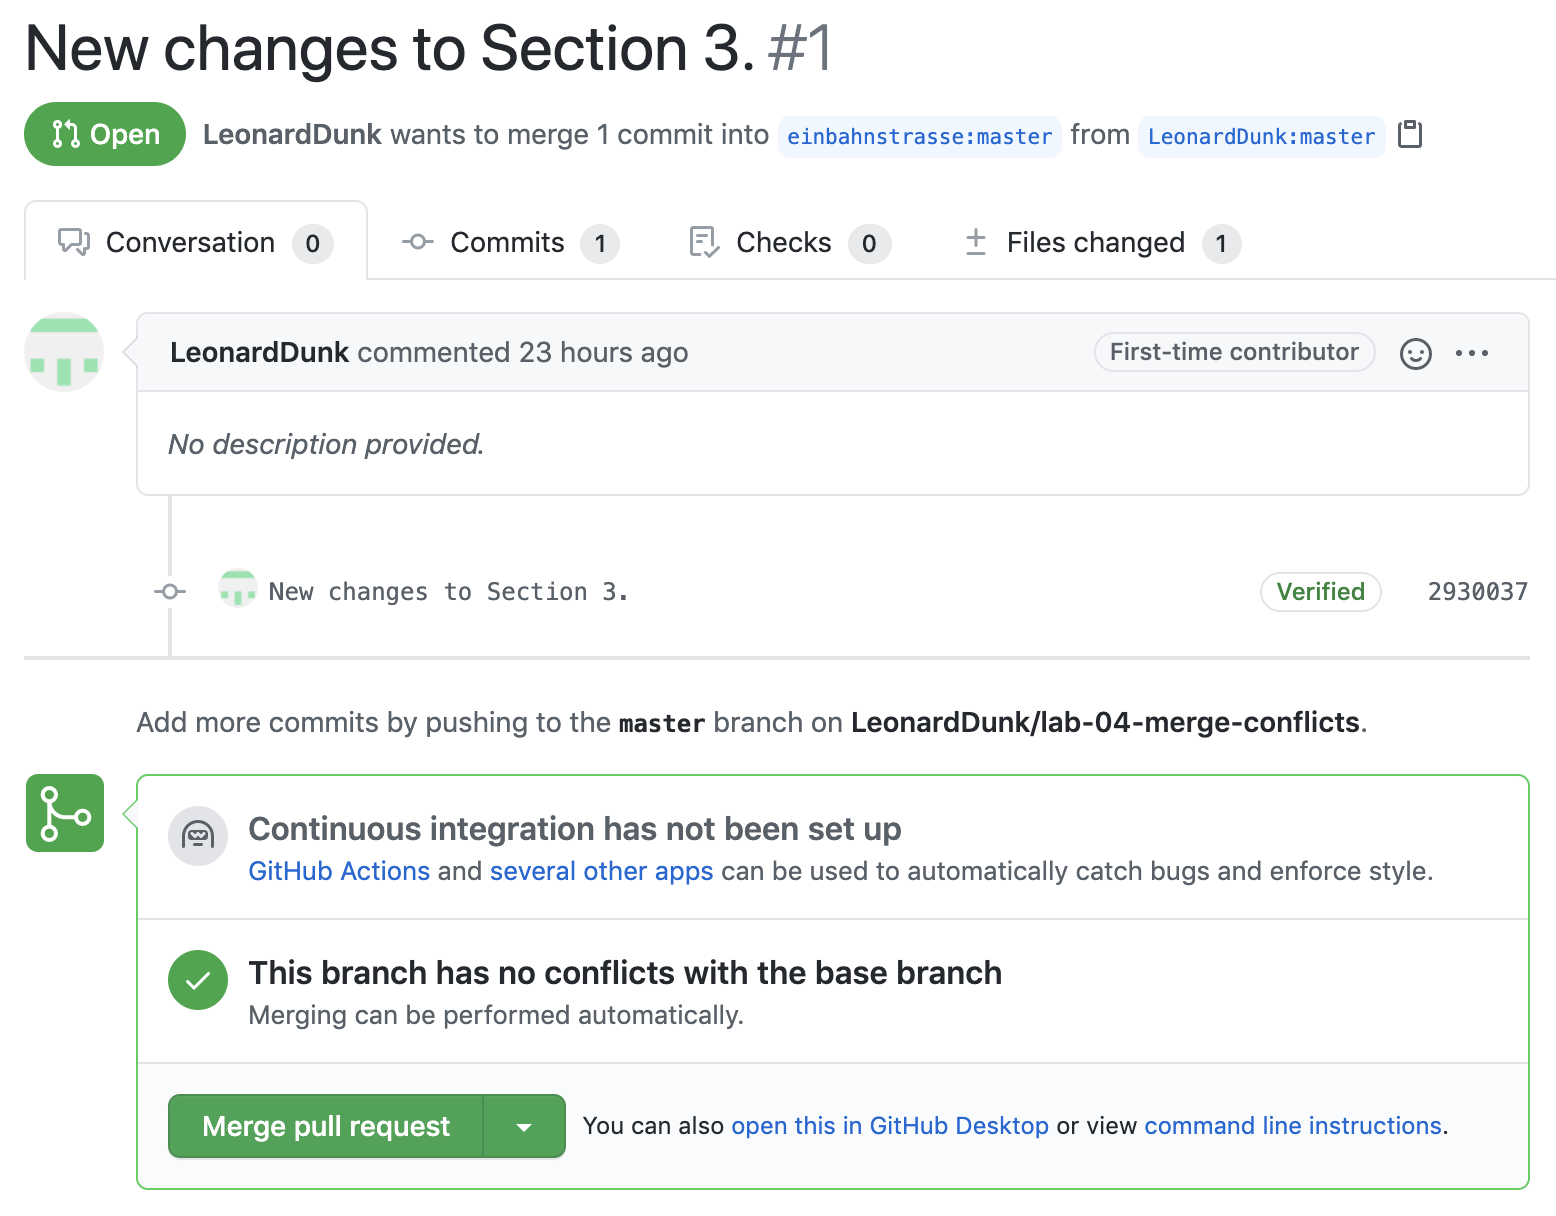 New changes to Section 3. #1
Open LeonardDunk wants to merge 1 commit into einbahnstrasse:master from LeonardDunk:master
Conversation 0 Commits 1 Checks 0 Files changed 1
LeonardDunk commented 23 hours ago First-time contributor
No description provided.
New changes to Section 3. Verified 2930037
Add more commits by pushing to the master branch on LeonardDunk/lab-04-merge-conflicts.
Continuous integration has not been set up
GitHub Actions and several other apps can be used to automatically catch bugs and enforce style.
This branch has no conflicts with the base branch
Merging can be performed automatically.
Merge pull request You can also open this in GitHub Desktop or view command line instructions.